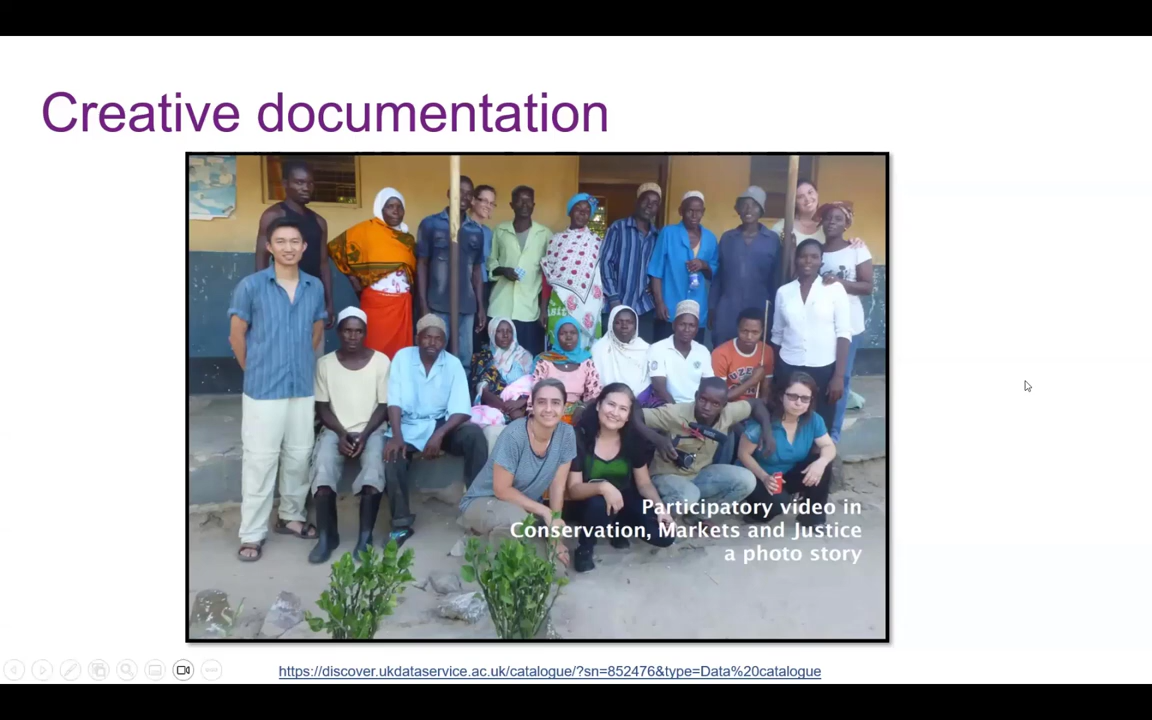 Creative documentation
Participatory video in
Conservation, Markets and Justice
a photo story
https://discover.ukdataservice.ac.uk/catalogue/?sn=852476&type=Data%20catalogue